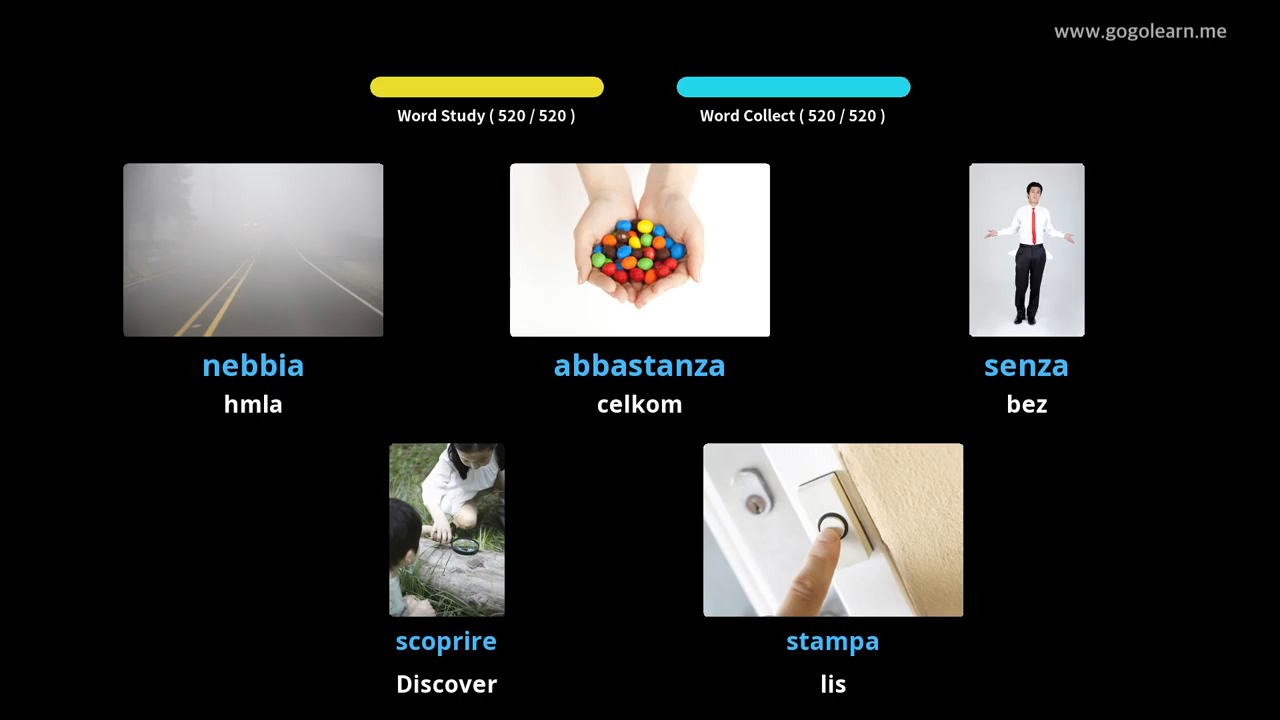 www.gogolearn.me
Word Study ( 520 / 520 )
Word Collect ( 520 / 520 )
nebbia
abbastanza
senza
hmla
celkom
bez
scoprire
stampa
Discover
lis